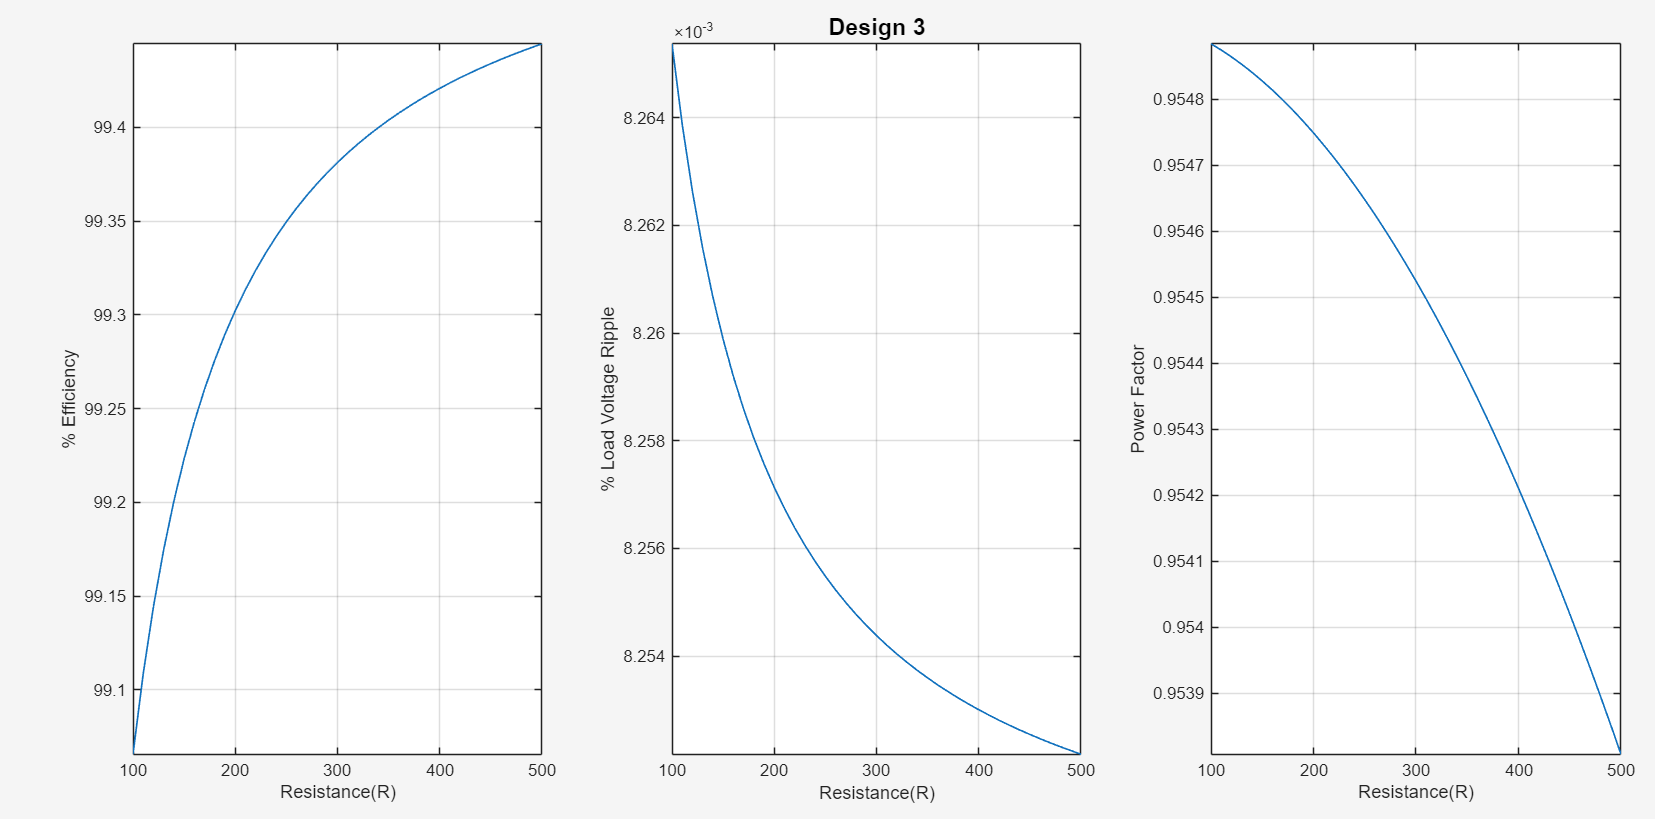 Design 3
% Efficiency
99.4
99.35
99.3
99.25
99.2
99.15
99.1
100 200 300 400 500
Resistance(R)
×10-3
% Load Voltage Ripple
8.264
8.262
8.26
8.258
8.256
8.254
100 200 300 400 500
Resistance(R)
Power Factor
0.9548
0.9547
0.9546
0.9545
0.9544
0.9543
0.9542
0.9541
0.954
0.9539
100 200 300 400 500
Resistance(R)